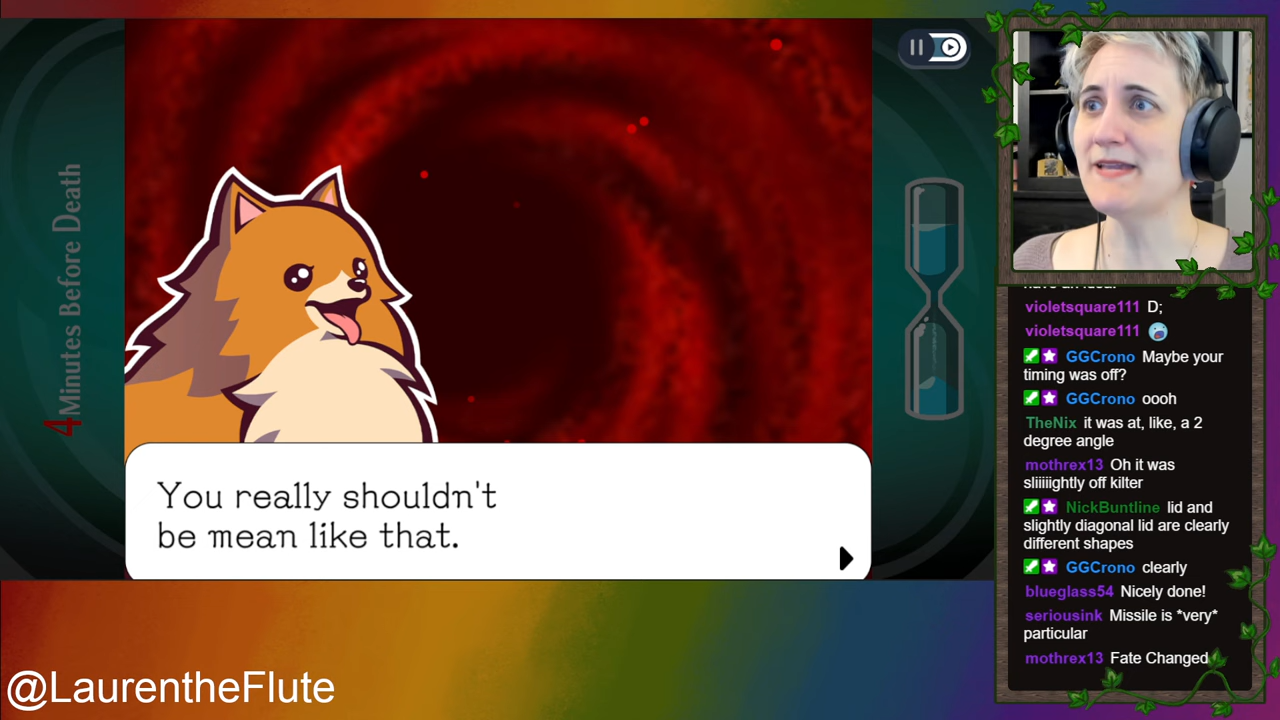 4 Minutes Before Death
You really shouldn't
be mean like that.
@LaurentheFlute
violetsquare111 D;
violetsquare111
GGCrono Maybe your
timing was off?
GGCrono oooh
TheNix it was at, like, a 2
degree angle
mothrex13 Oh it was
sliiiiightly off kilter
NickBuntline lid and
slightly diagonal lid are clearly
different shapes
GGCrono clearly
blueglass54 Nicely done!
seriousink Missile is *very*
particular
mothrex13 Fate Changed